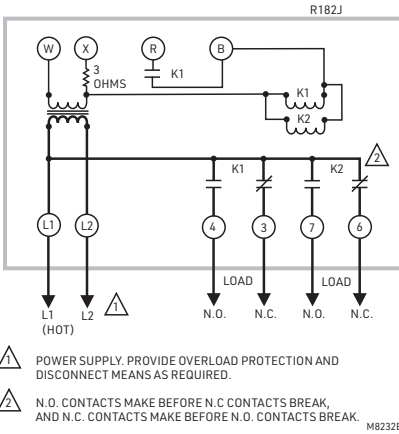 R182J
W X R B
3
OHMS
K1
K1
K2
K1 K2
2
L1 L2 4 3 7 6
LOAD LOAD
L1
(HOT)
L2
1
N.O. N.C. N.O. N.C.
1 POWER SUPPLY. PROVIDE OVERLOAD PROTECTION AND
DISCONNECT MEANS AS REQUIRED.
2 N.O. CONTACTS MAKE BEFORE N.C CONTACTS BREAK,
AND N.C. CONTACTS MAKE BEFORE N.O. CONTACTS BREAK.